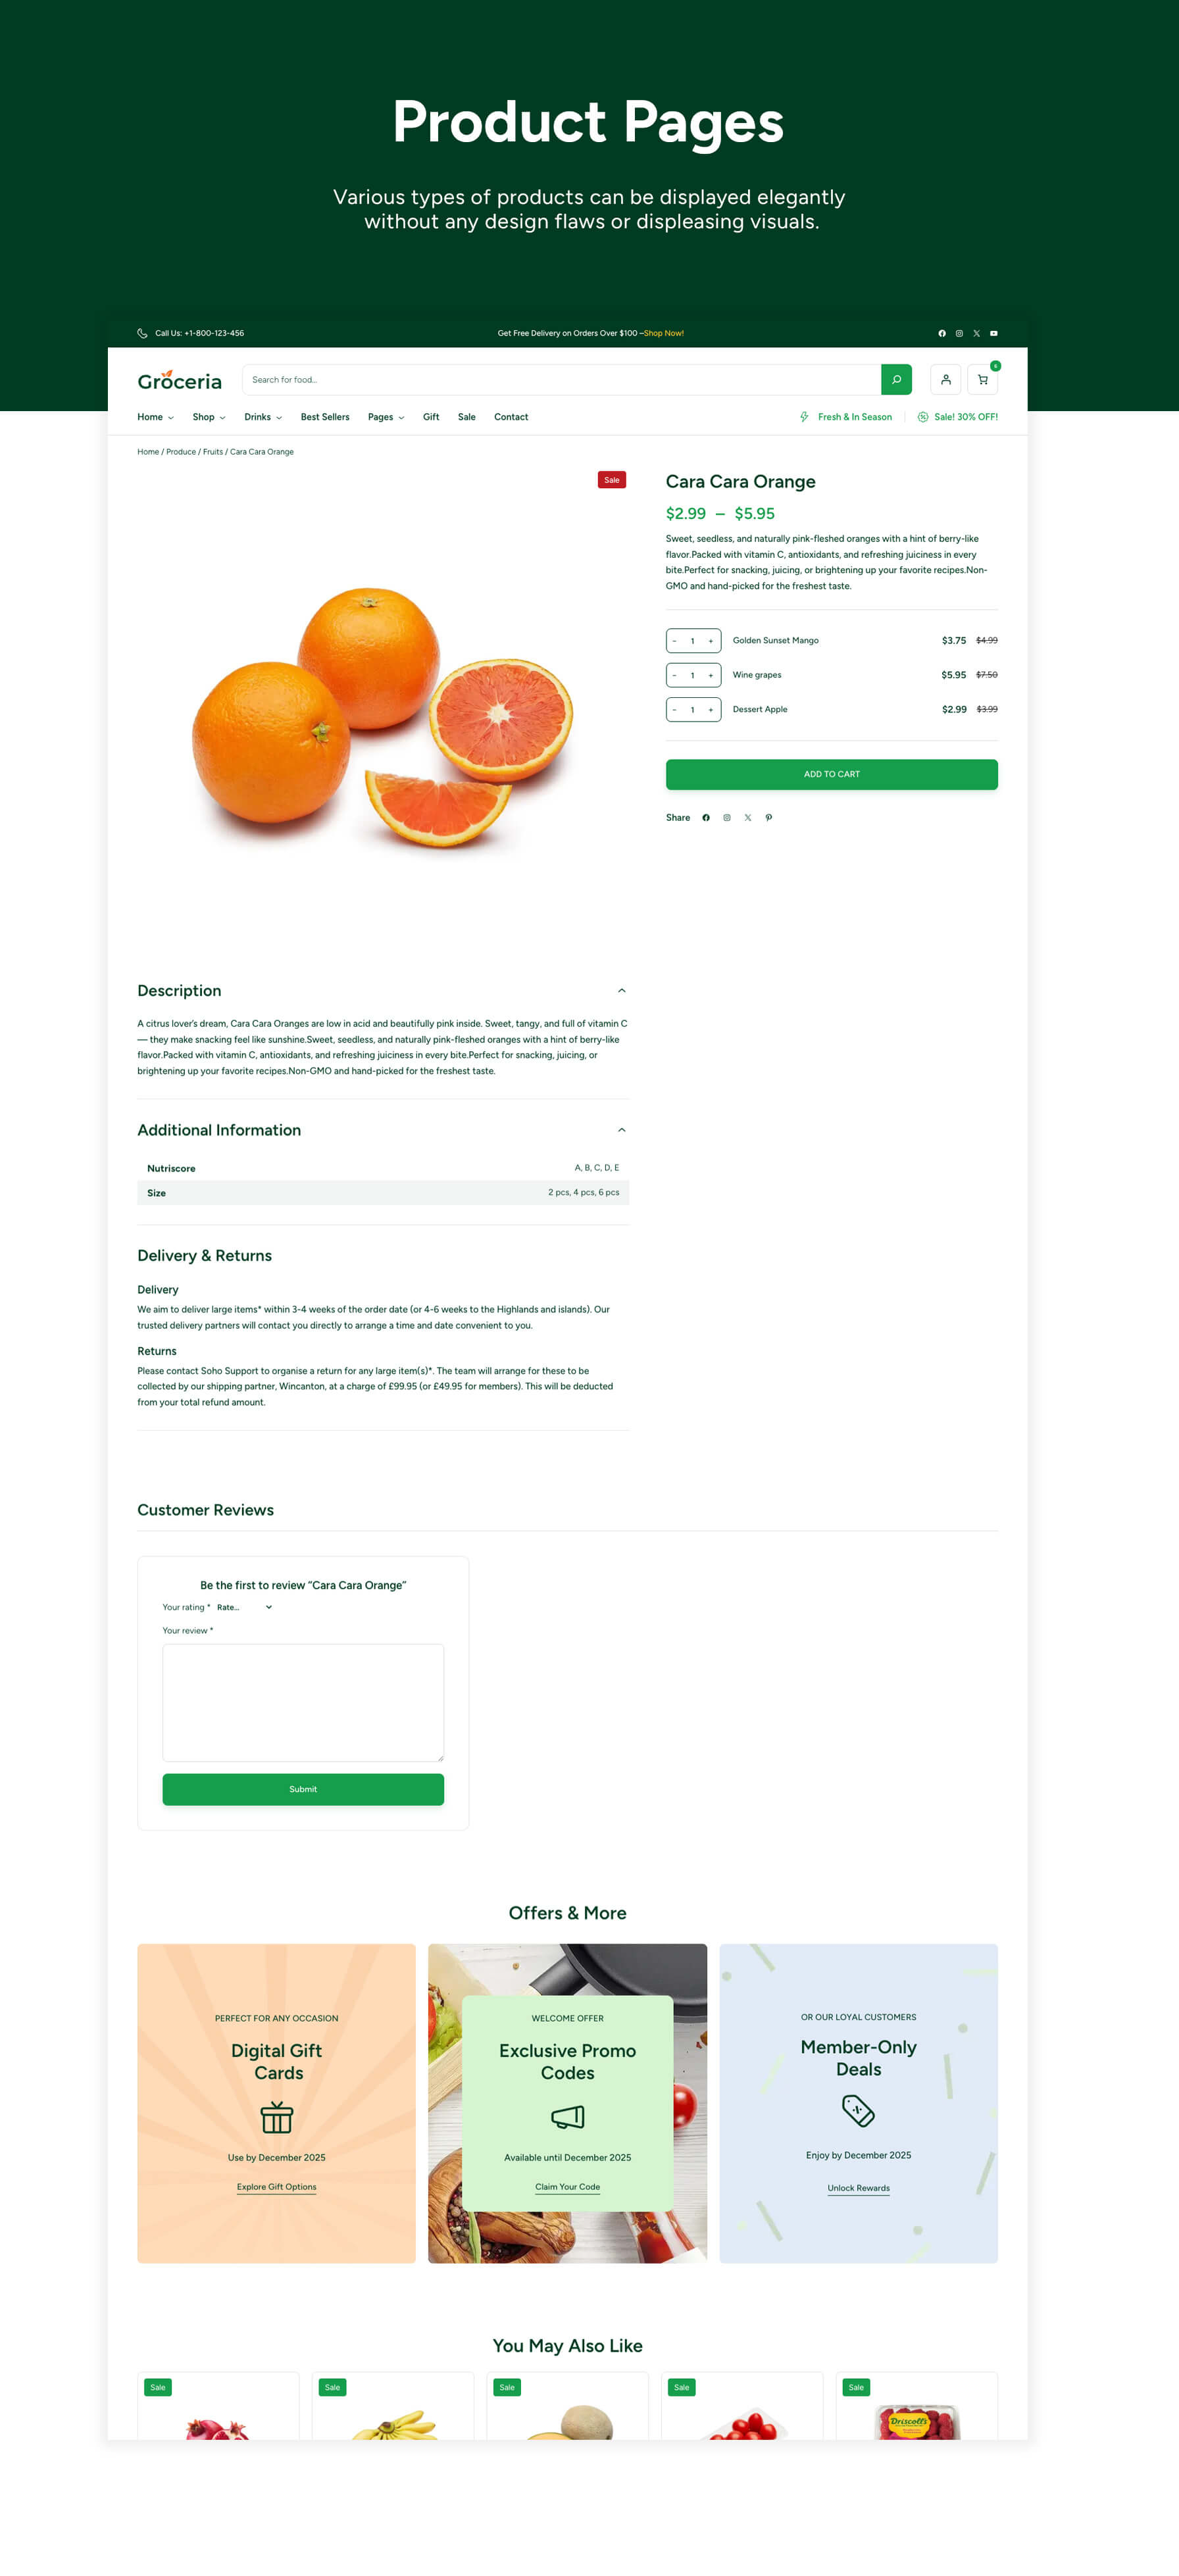 Product Pages
Various types of products can be displayed elegantly
without any design flaws or displeasing visuals.
Call Us: +1-800-123-456
Get Free Delivery on Orders Over $100 –Shop Now!
Groceria
Search for food...
Home
Shop
Drinks
Best Sellers
Pages
Gift
Sale
Contact
Fresh & In Season
Sale! 30% OFF!
Home / Produce / Fruits / Cara Cara Orange
Sale
Cara Cara Orange
$2.99 – $5.95
Sweet, seedless, and naturally pink-fleshed oranges with a hint of berry-like
flavor.Packed with vitamin C, antioxidants, and refreshing juiciness in every
bite.Perfect for snacking, juicing, or brightening up your favorite recipes.Non-
GMO and hand-picked for the freshest taste.
- 1 + Golden Sunset Mango $3.75 $4.99
- 1 + Wine grapes $5.95 $7.50
- 1 + Dessert Apple $2.99 $3.99
ADD TO CART
Share
Description
A citrus lover's dream, Cara Cara Oranges are low in acid and beautifully pink inside. Sweet, tangy, and full of vitamin C
— they make snacking feel like sunshine.Sweet, seedless, and naturally pink-fleshed oranges with a hint of berry-like
flavor.Packed with vitamin C, antioxidants, and refreshing juiciness in every bite.Perfect for snacking, juicing, or
brightening up your favorite recipes.Non-GMO and hand-picked for the freshest taste.
Additional Information
Nutriscore A, B, C, D, E
Size 2 pcs, 4 pcs, 6 pcs
Delivery & Returns
Delivery
We aim to deliver large items* within 3-4 weeks of the order date (or 4-6 weeks to the Highlands and islands). Our
trusted delivery partners will contact you directly to arrange a time and date convenient to you.
Returns
Please contact Soho Support to organise a return for any large item(s)*. The team will arrange for these to be
collected by our shipping partner, Wincanton, at a charge of £99.95 (or £49.95 for members). This will be deducted
from your total refund amount.
Customer Reviews
Be the first to review “Cara Cara Orange”
Your rating * Rate...
Your review *
Submit
Offers & More
PERFECT FOR ANY OCCASION
Digital Gift
Cards
Use by December 2025
Explore Gift Options
WELCOME OFFER
Exclusive Promo
Codes
Available until December 2025
Claim Your Code
OR OUR LOYAL CUSTOMERS
Member-Only
Deals
Enjoy by December 2025
Unlock Rewards
You May Also Like
Sale
Sale
Sale
Sale
Sale
Driscoll's